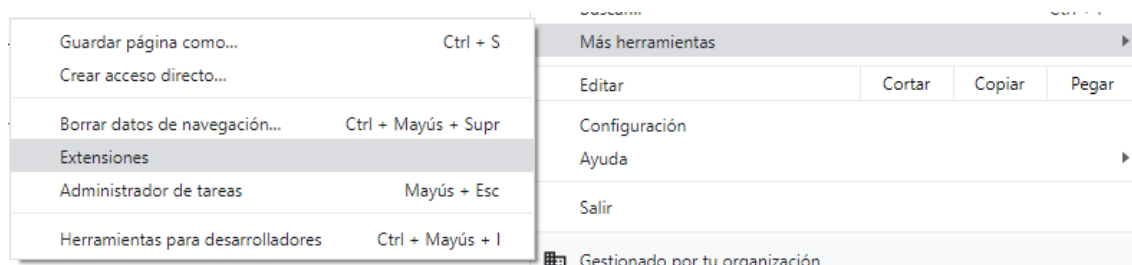 Guardar página como... Ctrl + S
Crear acceso directo...
Borrar datos de navegación... Ctrl + Mayús + Supr
Extensiones
Administrador de tareas Mayús + Esc
Herramientas para desarrolladores Ctrl + Mayús + I
Más herramientas
Editar Cortar Copiar Pegar
Configuración
Ayuda
Salir
Gestionado por tu organización